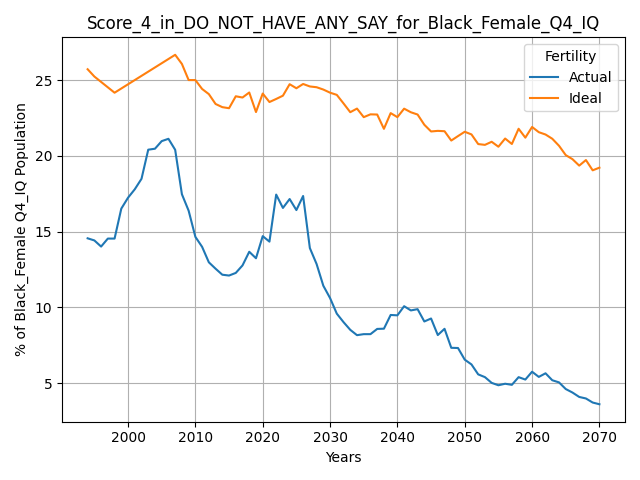 Score_4_in_DO_NOT_HAVE_ANY_SAY_for_Black_Female_Q4_IQ
Fertility
Actual
Ideal
% of Black_Female Q4_IQ Population
25
20
15
10
5
2000 2010 2020 2030 2040 2050 2060 2070
Years